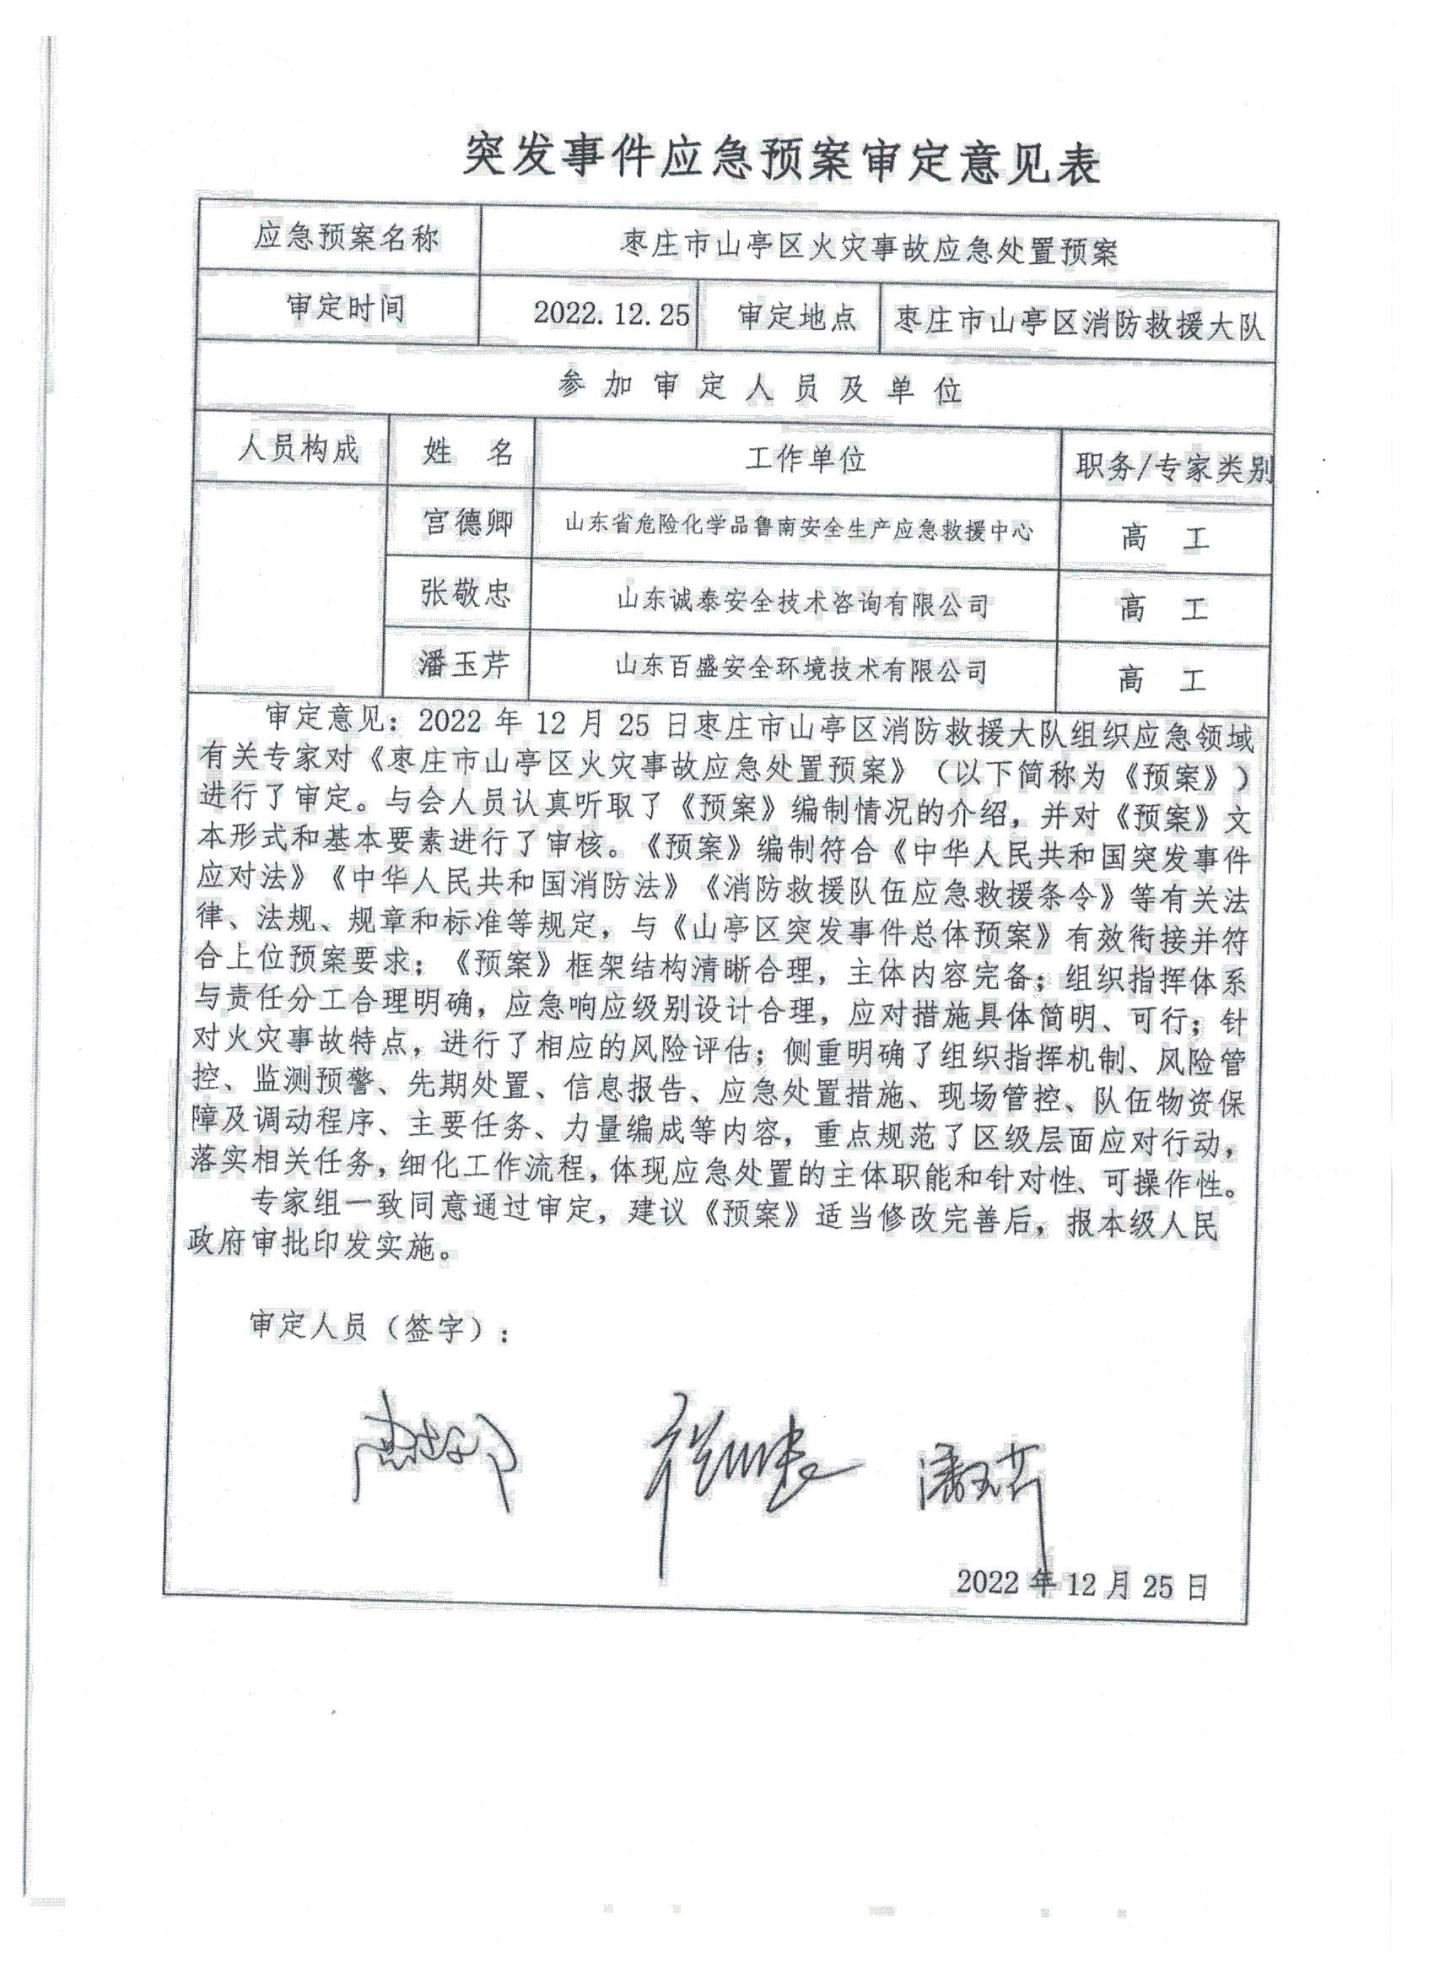 突发事件应急预案审定意见表
应急预案名称 枣庄市山亭区火灾事故应急处置预案
审定时间 2022.12.25 审定地点 枣庄市山亭区消防救援大队
参加审定人员及单位
人员构成 姓 名 工作单位 职务/专家类别
宫德卿 山东省危险化学品鲁南安全生产应急救援中心 高 工
张敬忠 山东诚泰安全技术咨询有限公司 高 工
潘玉芹 山东百盛安全环境技术有限公司 高 工
审定意见：2022 年 12 月 25 日枣庄市山亭区消防救援大队组织应急领域
有关专家对《枣庄市山亭区火灾事故应急处置预案》（以下简称为《预案》）
进行了审定。与会人员认真听取了《预案》编制情况的介绍，并对《预案》文
本形式和基本要素进行了审核。《预案》编制符合《中华人民共和国突发事件
应对法》《中华人民共和国消防法》《消防救援队伍应急救援条令》等有关法
律、法规、规章和标准等规定，与《山亭区突发事件总体预案》有效衔接并符
合上位预案要求；《预案》框架结构清晰合理，主体内容完备；组织指挥体系
与责任分工合理明确，应急响应级别设计合理，应对措施具体简明、可行；针
对火灾事故特点，进行了相应的风险评估；侧重明确了组织指挥机制、风险管
控、监测预警、先期处置、信息报告、应急处置措施、现场管控、队伍物资保
障及调动程序、主要任务、力量编成等内容，重点规范了区级层面应对行动，
落实相关任务，细化工作流程，体现应急处置的主体职能和针对性、可操作性。
专家组一致同意通过审定，建议《预案》适当修改完善后，报本级人民
政府审批印发实施。
审定人员（签字）：
潘玉芹
2022 年 12 月 25 日